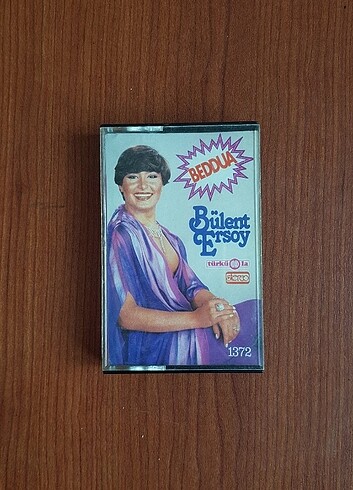 BEDDUA
Bülent
Ersoy
türküola
stereo
1372